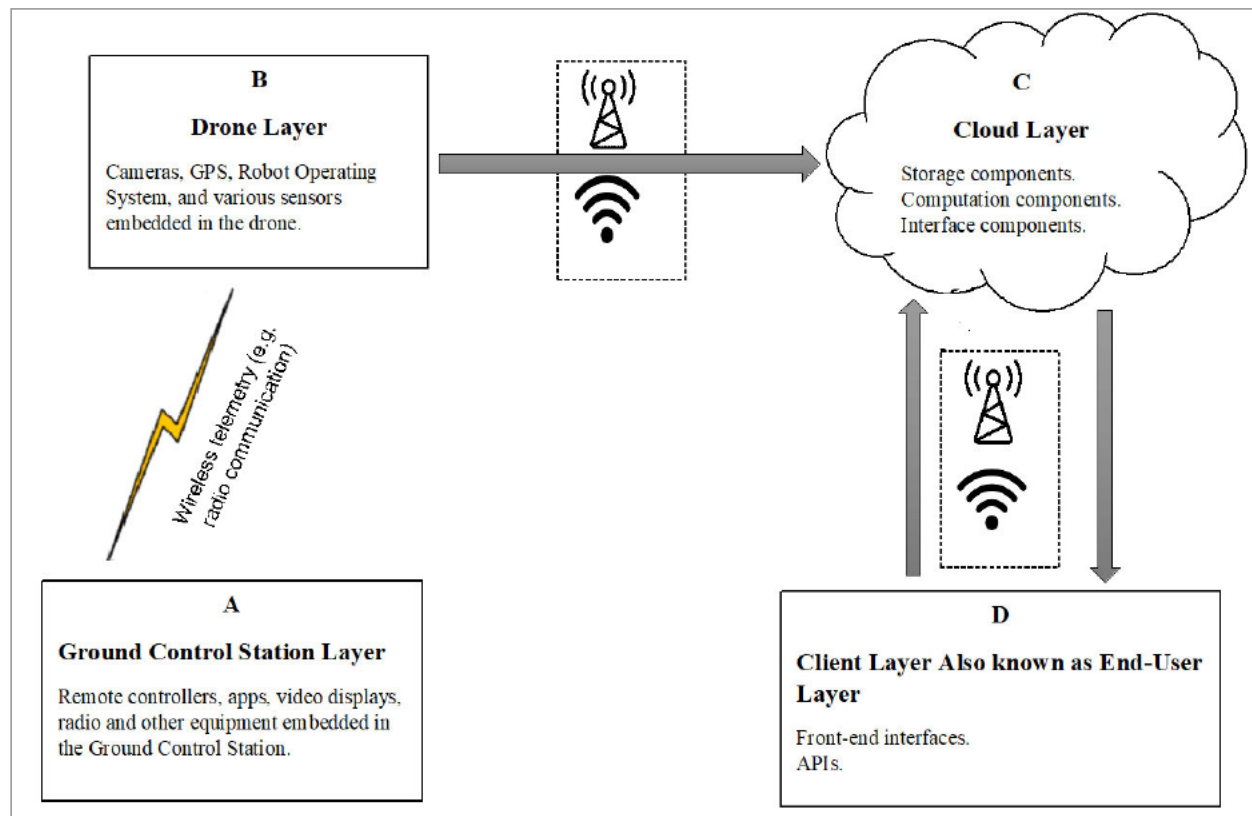 B
Drone Layer
Cameras, GPS, Robot Operating
System, and various sensors
embedded in the drone.
C
Cloud Layer
Storage components.
Computation components.
Interface components.
Wireless telemetry (e.g.
radio communication)
A
Ground Control Station Layer
Remote controllers, apps, video displays,
radio and other equipment embedded in
the Ground Control Station.
D
Client Layer Also known as End-User
Layer
Front-end interfaces.
APIs.